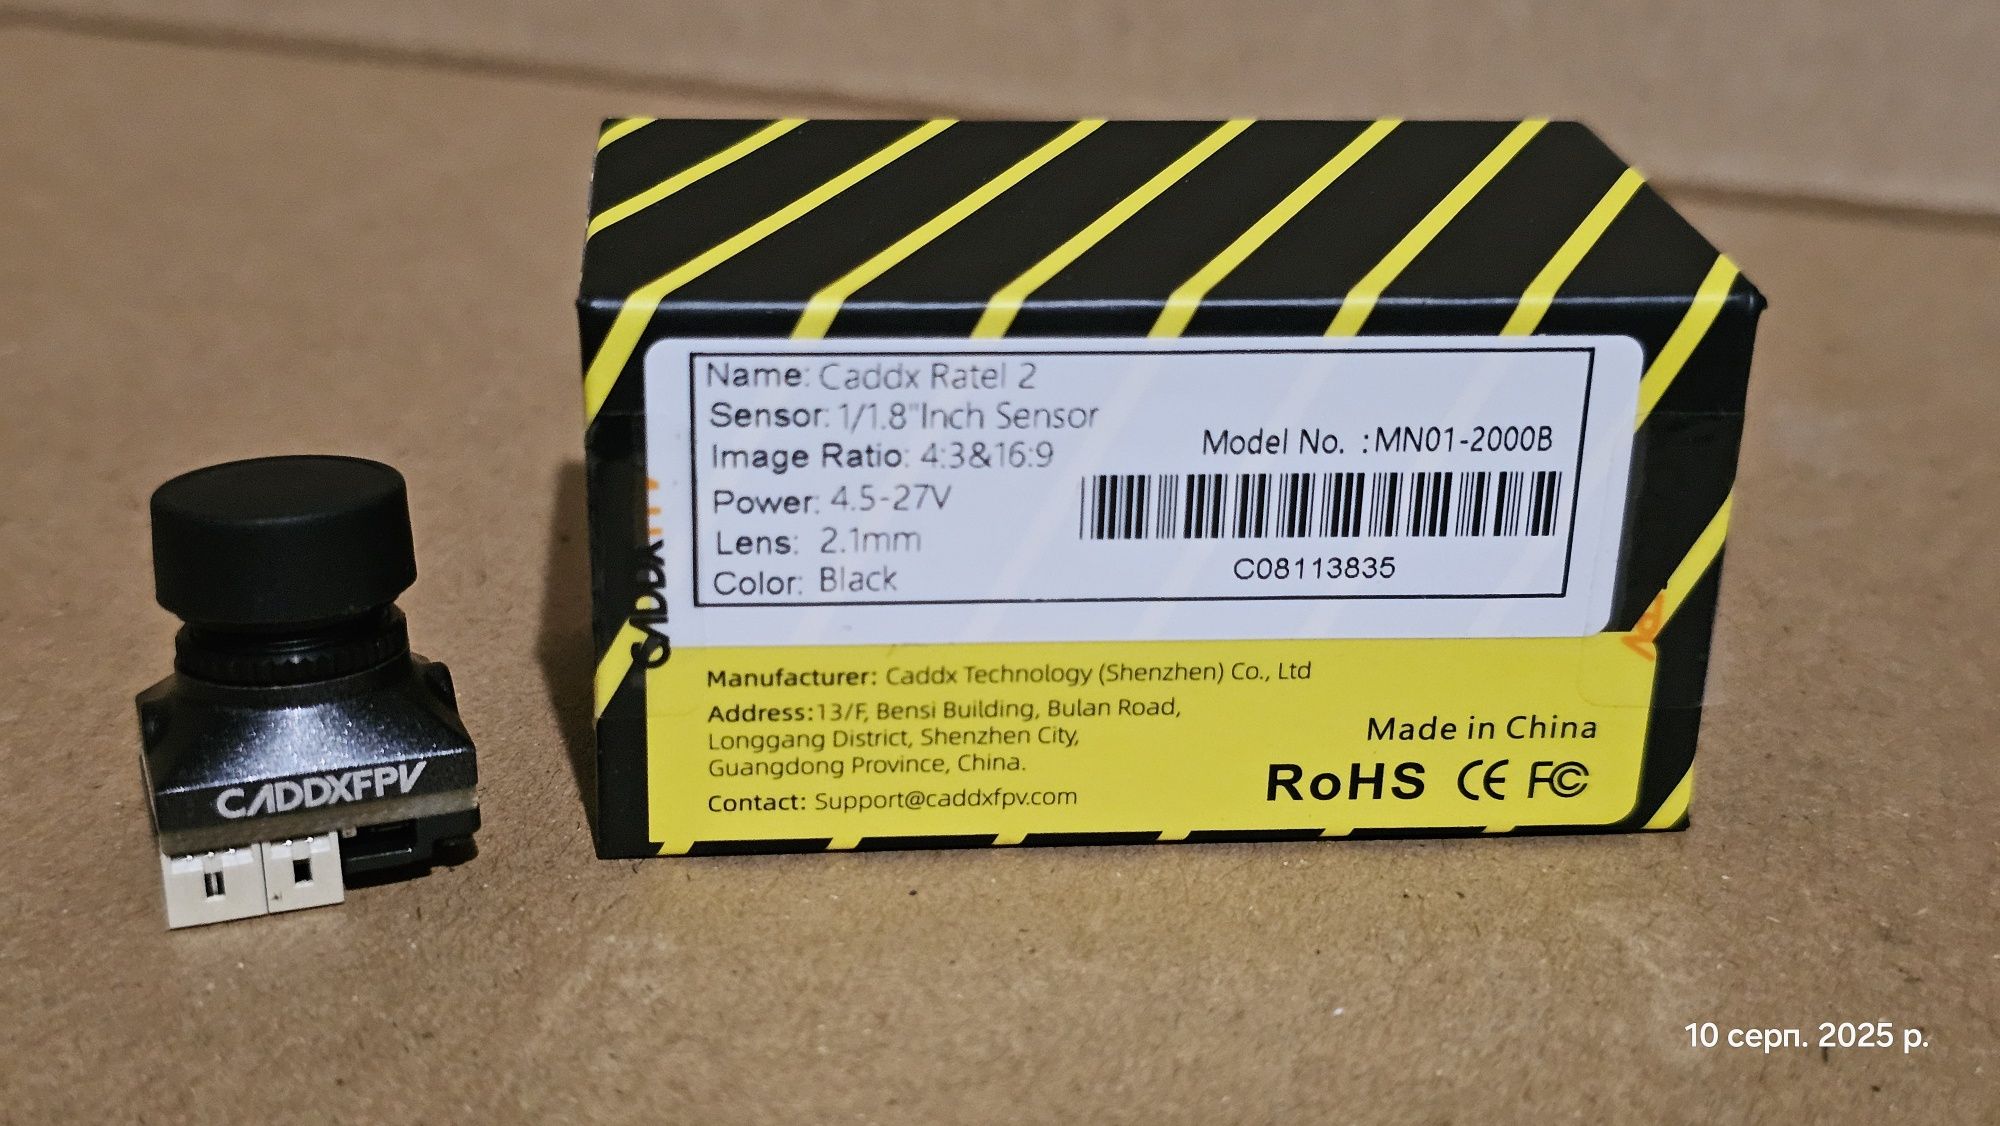 Name: Caddx Ratel 2
Sensor: 1/1.8"Inch Sensor
Image Ratio: 4:3&16:9
Power: 4.5-27V
Lens: 2.1mm
Color: Black
Model No. :MN01-2000B
C08113835
CADDXFPV
Manufacturer: Caddx Technology (Shenzhen) Co., Ltd
Address:13/F, Bensi Building, Bulan Road,
Longgang District, Shenzhen City,
Guangdong Province, China.
Contact: Support@caddxfpv.com
Made in China
RoHS CE FC
CADDXFPV
10 серп. 2025 р.